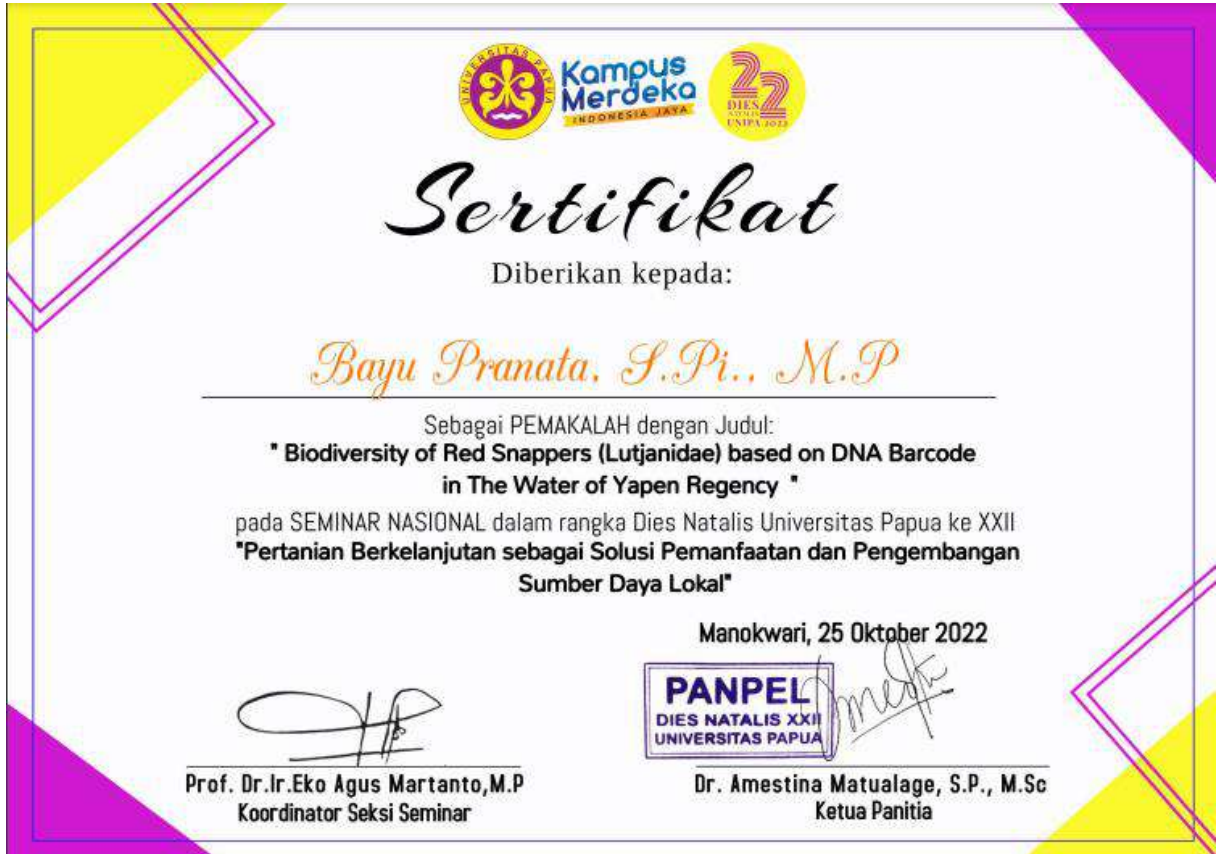 UNIVERSITAS PAPUA
Kampus
Merdeka
INDONESIA JAYA
22
DIES
NATALIS
UNIPA 2022
Sertifikat
Diberikan kepada:
Bayu Pranata, S.Pi., M.P
Sebagai PEMAKALAH dengan Judul:
" Biodiversity of Red Snappers (Lutjanidae) based on DNA Barcode
in The Water of Yapen Regency "
pada SEMINAR NASIONAL dalam rangka Dies Natalis Universitas Papua ke XXII
"Pertanian Berkelanjutan sebagai Solusi Pemanfaatan dan Pengembangan
Sumber Daya Lokal"
Manokwari, 25 Oktober 2022
PANPEL
DIES NATALIS XXII
UNIVERSITAS PAPUA
Prof. Dr.Ir.Eko Agus Martanto,M.P
Koordinator Seksi Seminar
Dr. Amestina Matualage, S.P., M.Sc
Ketua Panitia